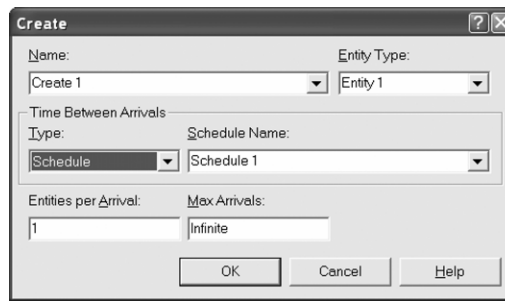 Create
Name: Entity Type:
Create 1 Entity 1
Time Between Arrivals
Type: Schedule Name:
Schedule Schedule 1
Entities per Arrival: Max Arrivals:
1 Infinite
OK Cancel Help